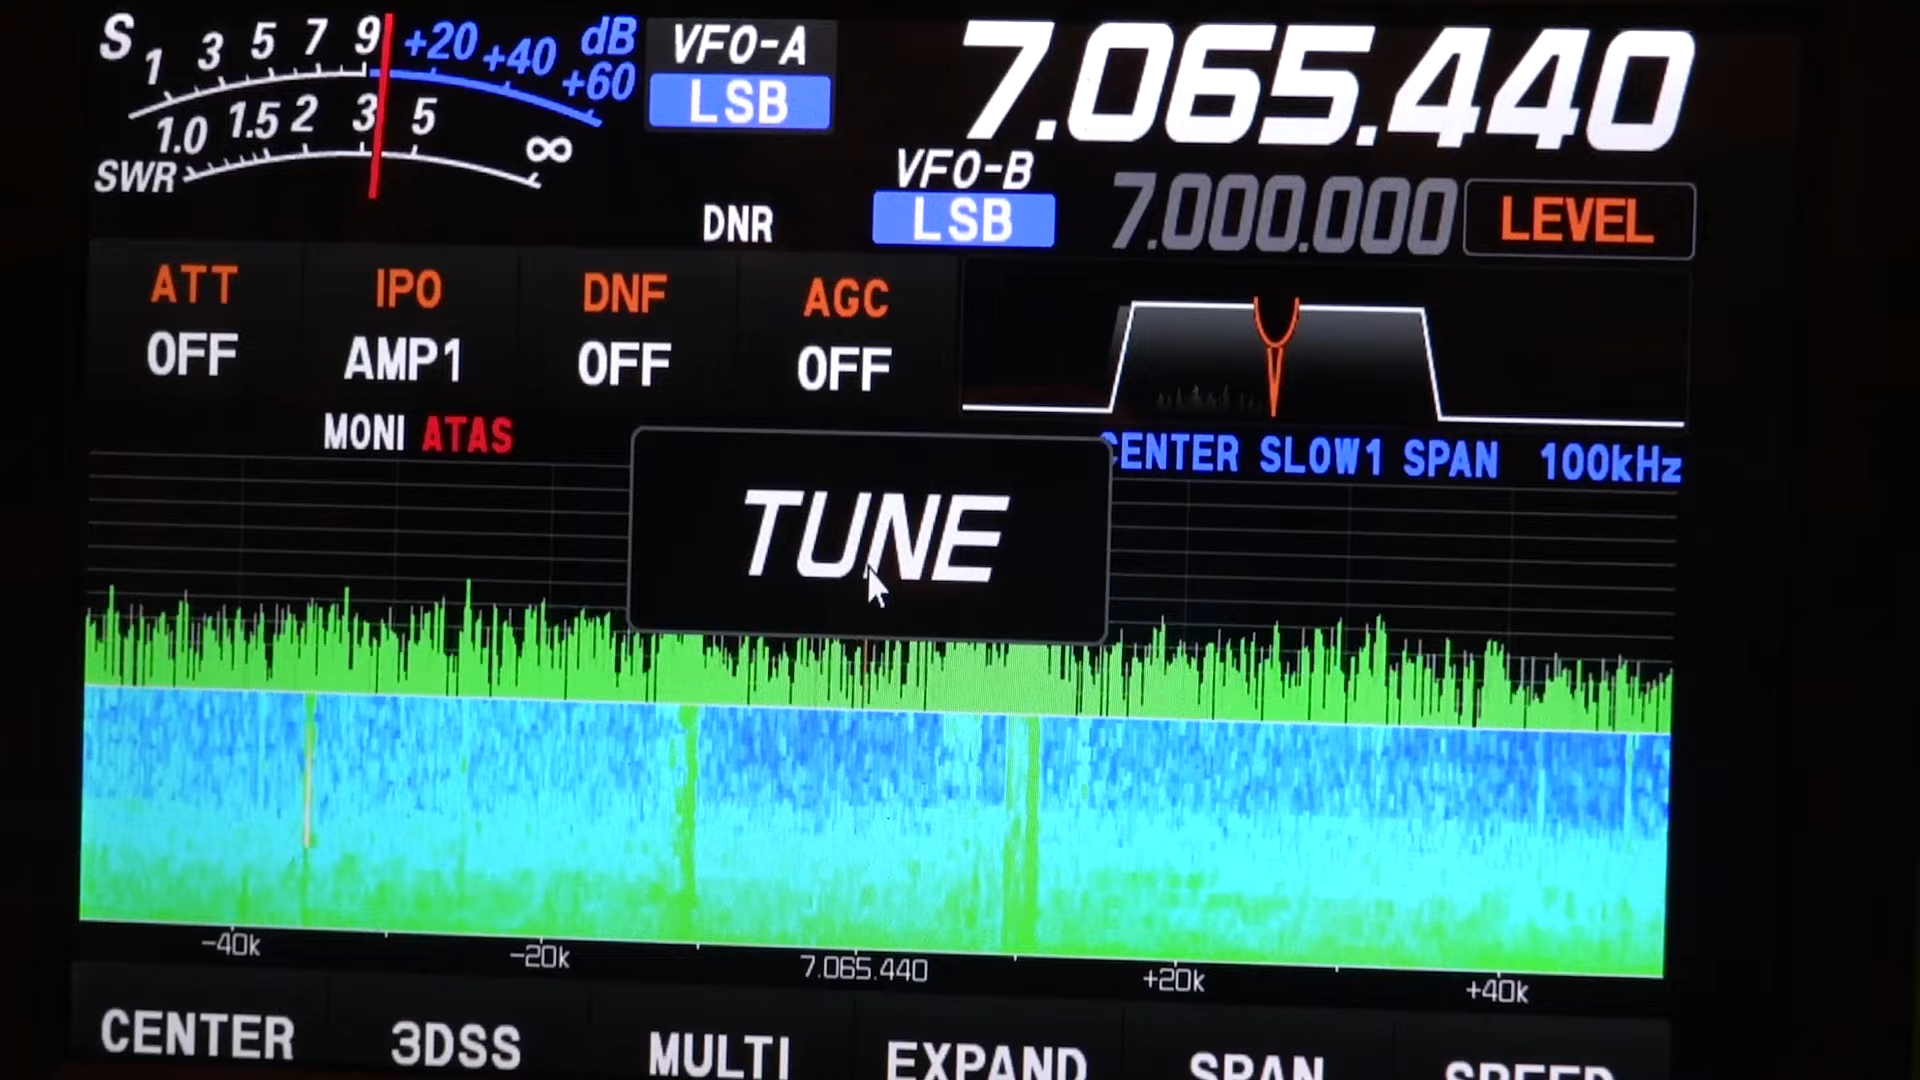 S 1 3 5 7 9 +20 +40 +60 dB
1.0 1.5 2 3 5 ∞
SWR
VFO-A
LSB
7.065.440
VFO-B
LSB
7.000.000
LEVEL
DNR
ATT IPO DNF AGC
OFF AMP1 OFF OFF
MONI ATAS
CENTER SLOW1 SPAN 100kHz
TUNE
-40k -20k 7.065.440 +20k +40k
CENTER 3DSS MULTI EXPAND SPAN SPEED